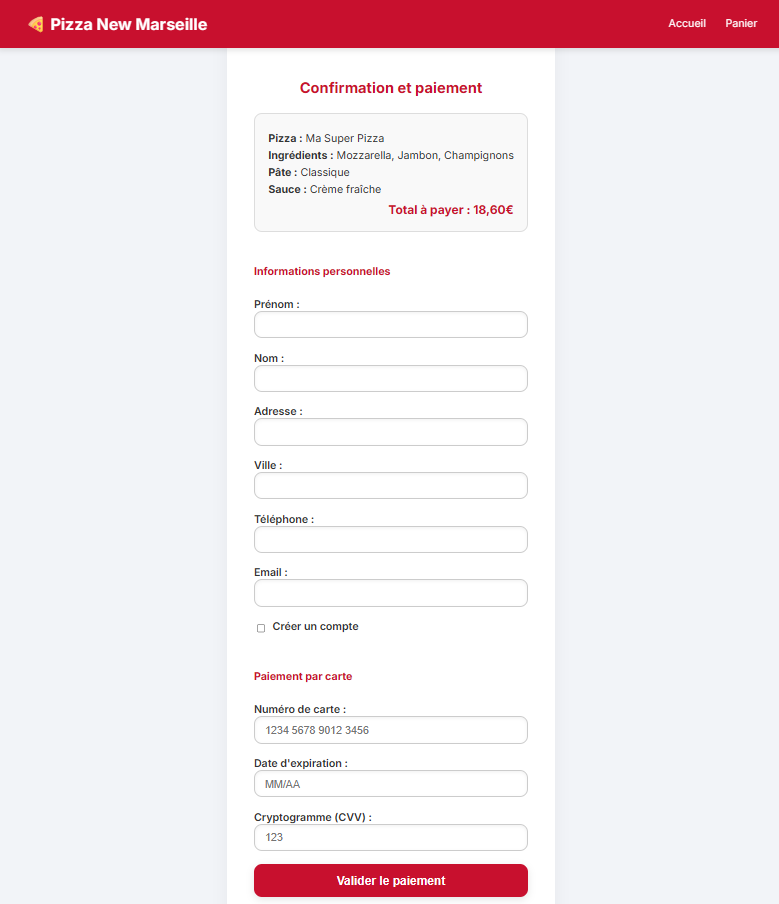 Pizza New Marseille
Accueil
Panier
Confirmation et paiement
Pizza : Ma Super Pizza
Ingrédients : Mozzarella, Jambon, Champignons
Pâte : Classique
Sauce : Crème fraîche
Total à payer : 18,60€
Informations personnelles
Prénom :
Nom :
Adresse :
Ville :
Téléphone :
Email :
Créer un compte
Paiement par carte
Numéro de carte :
1234 5678 9012 3456
Date d'expiration :
MM/AA
Cryptogramme (CVV) :
123
Valider le paiement